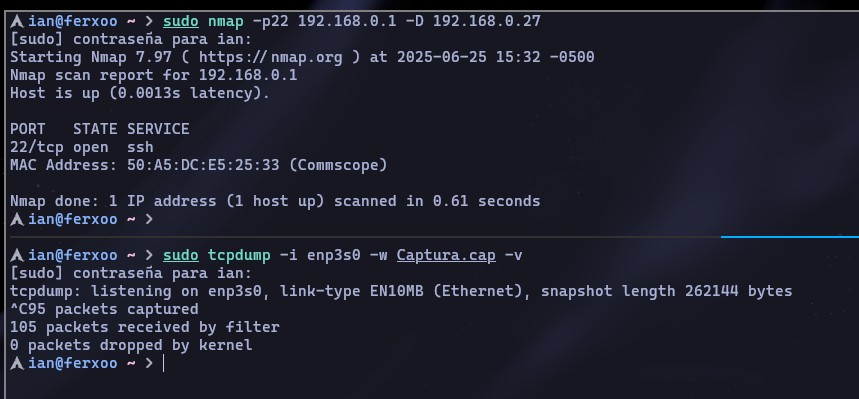 ian@ferxoo ~ > sudo nmap -p22 192.168.0.1 -D 192.168.0.27
[sudo] contraseña para ian:
Starting Nmap 7.97 ( https://nmap.org ) at 2025-06-25 15:32 -0500
Nmap scan report for 192.168.0.1
Host is up (0.0013s latency).
PORT   STATE SERVICE
22/tcp open  ssh
MAC Address: 50:A5:DC:E5:25:33 (Commscope)
Nmap done: 1 IP address (1 host up) scanned in 0.61 seconds
ian@ferxoo ~ >
ian@ferxoo ~ > sudo tcpdump -i enp3s0 -w Captura.cap -v
[sudo] contraseña para ian:
tcpdump: listening on enp3s0, link-type EN10MB (Ethernet), snapshot length 262144 bytes
^C95 packets captured
105 packets received by filter
0 packets dropped by kernel
ian@ferxoo ~ >